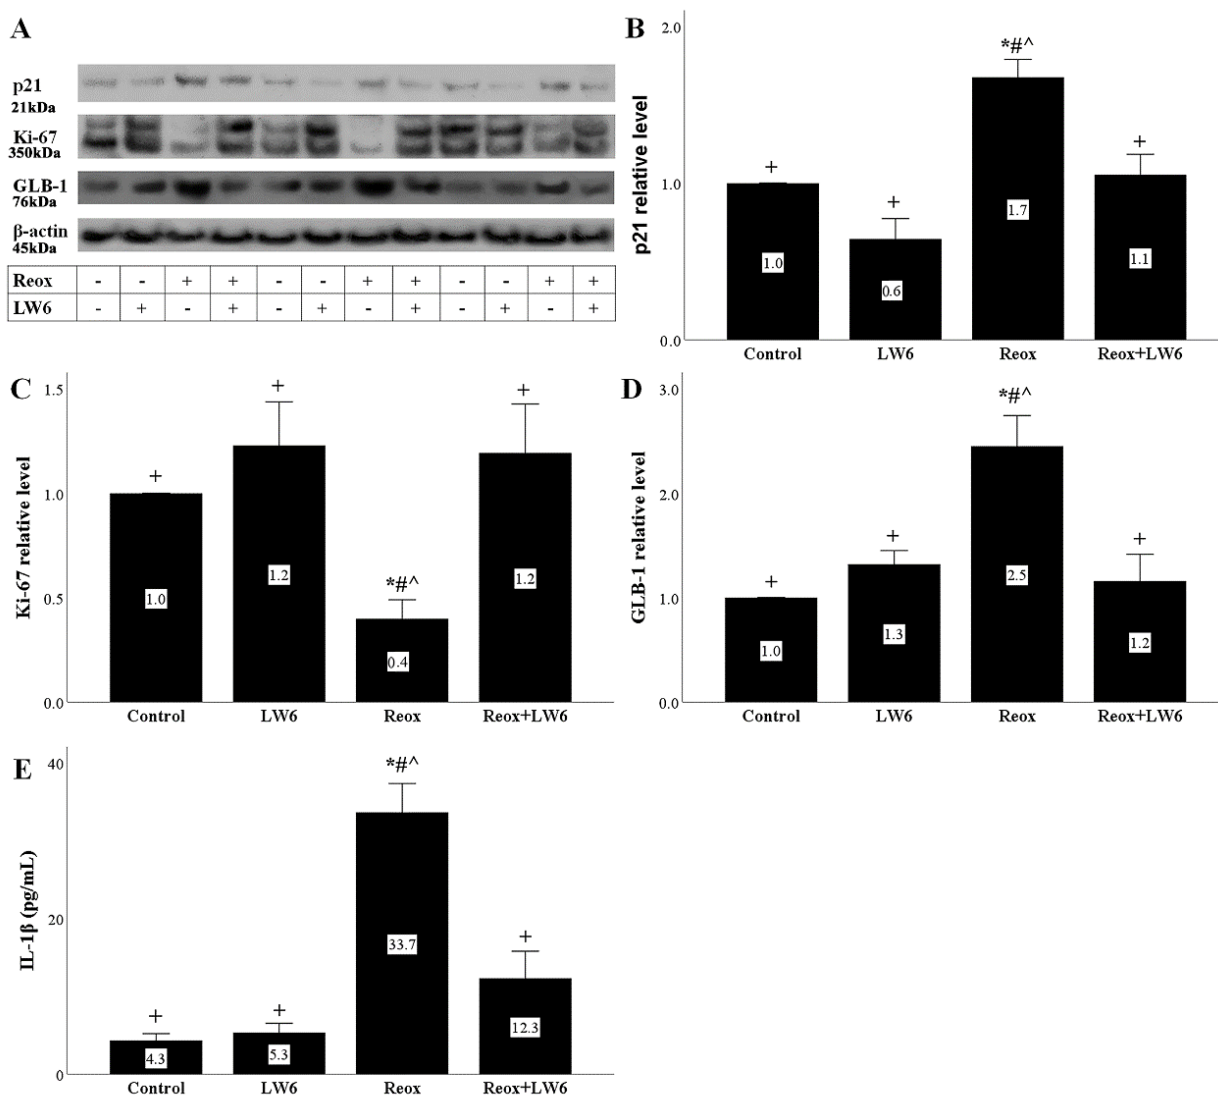 A
p21
21kDa
Ki-67
350kDa
GLB-1
76kDa
β-actin
45kDa
Reox - - + + - - + + - - + +
LW6 - + - + - + - + - + - +
B
2.0
1.0
0.0
p21 relative level
+
+
*#^
+
1.0
0.6
1.7
1.1
Control LW6 Reox Reox+LW6
C
1.5
1.0
0.5
0.0
Ki-67 relative level
+
+
*#^
+
1.0
1.2
0.4
1.2
Control LW6 Reox Reox+LW6
D
3.0
2.0
1.0
0.0
GLB-1 relative level
+
+
*#^
+
1.0
1.3
2.5
1.2
Control LW6 Reox Reox+LW6
E
40
20
0
IL-1β (pg/mL)
+
+
*#^
+
4.3
5.3
33.7
12.3
Control LW6 Reox Reox+LW6